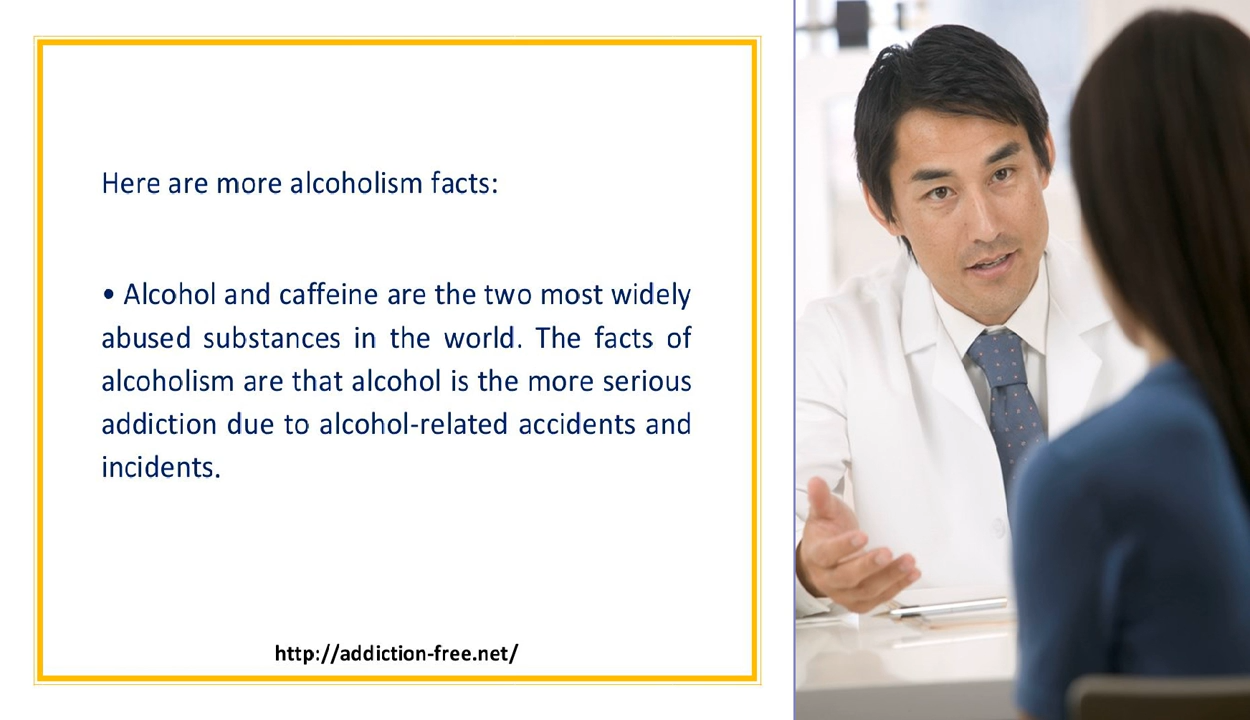 Here are more alcoholism facts:
• Alcohol and caffeine are the two most widely
abused substances in the world. The facts of
alcoholism are that alcohol is the more serious
addiction due to alcohol-related accidents and
incidents.
http://addiction-free.net/